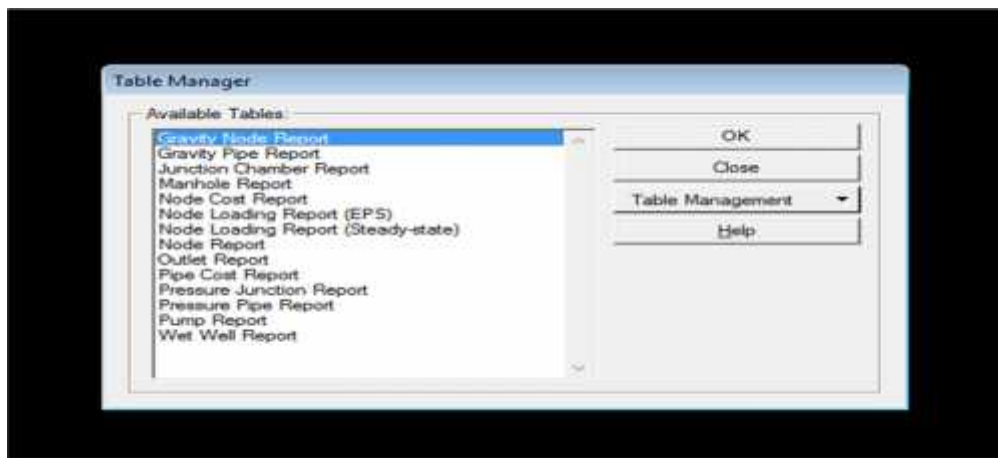 Table Manager
Available Tables:
Gravity Node Report
Gravity Pipe Report
Junction Chamber Report
Manhole Report
Node Cost Report
Node Loading Report (EPS)
Node Loading Report (Steady-state)
Node Report
Outlet Report
Pipe Cost Report
Pressure Junction Report
Pressure Pipe Report
Pump Report
Wet Well Report
OK
Close
Table Management
Help